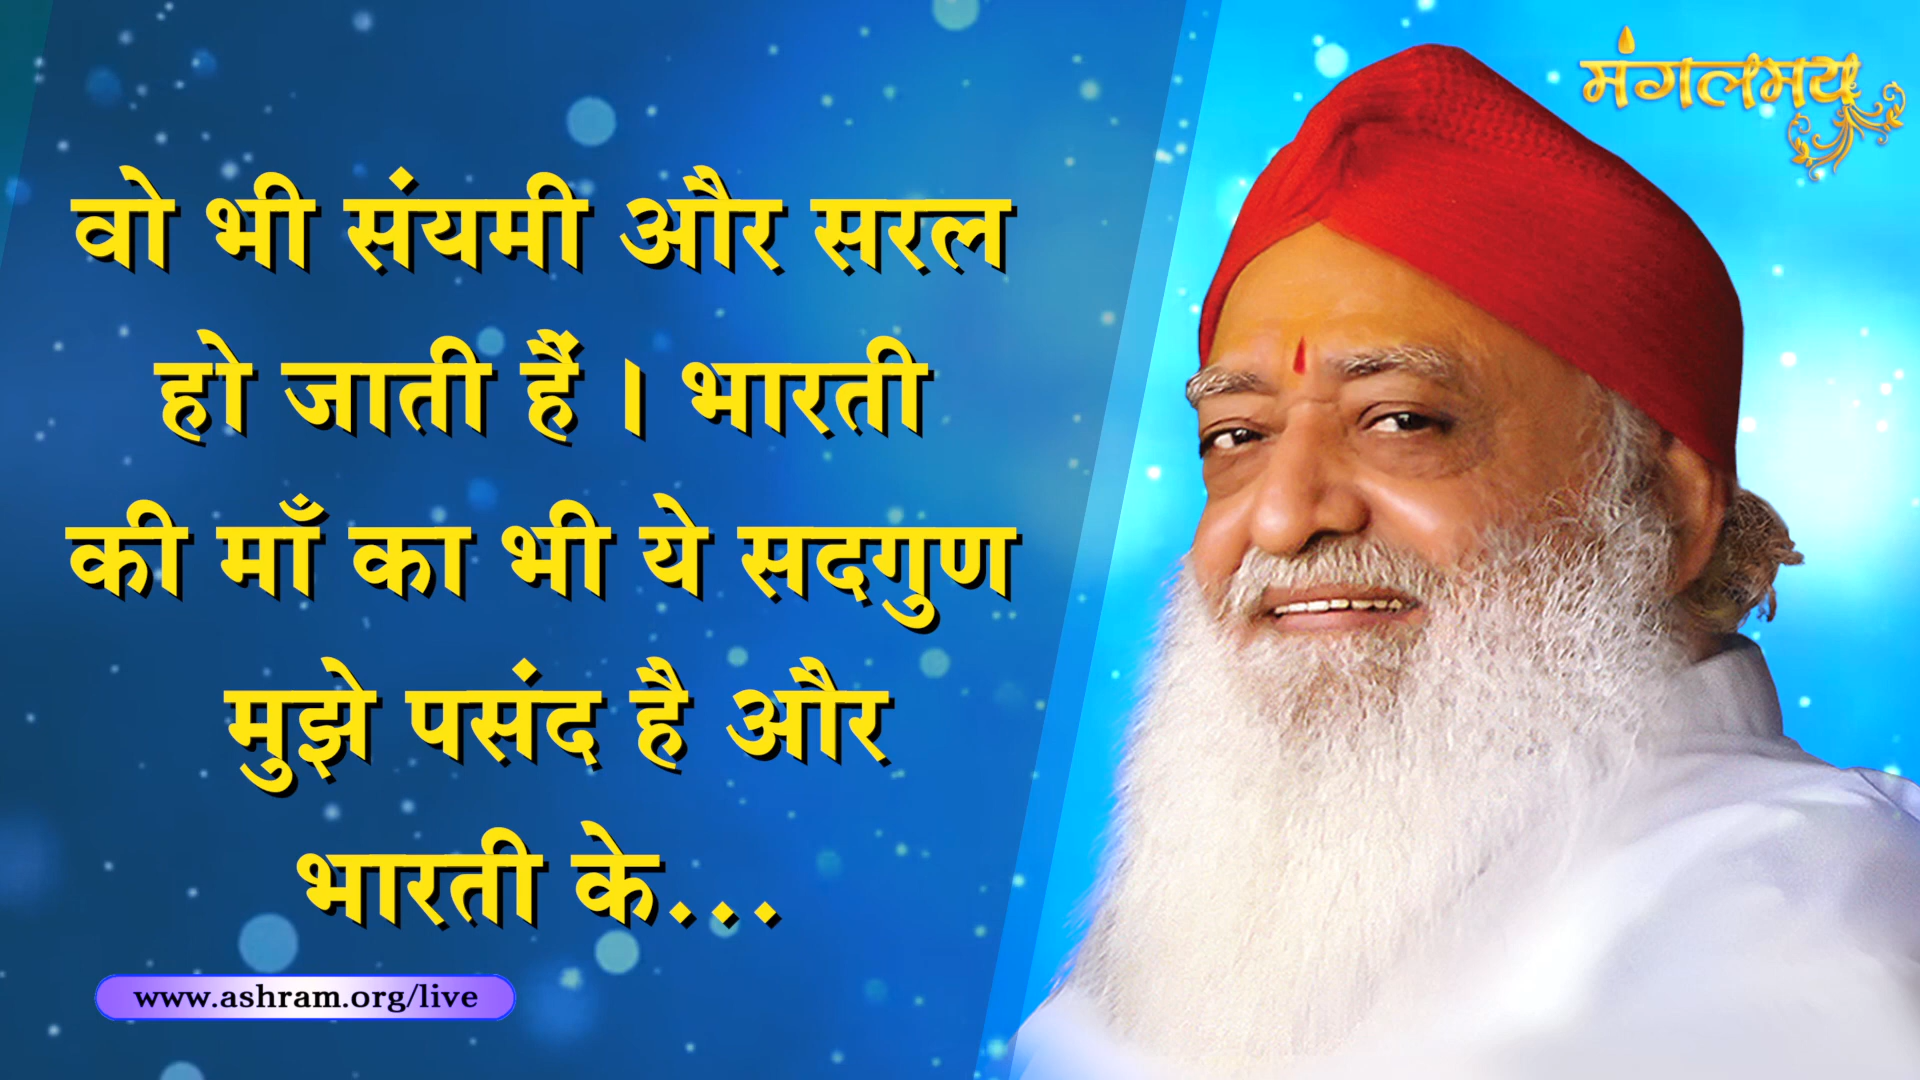 मंगलमय
वो भी संयमी और सरल
हो जाती हैं । भारती
की माँ का भी ये सदगुण
मुझे पसंद है और
भारती के...
www.ashram.org/live